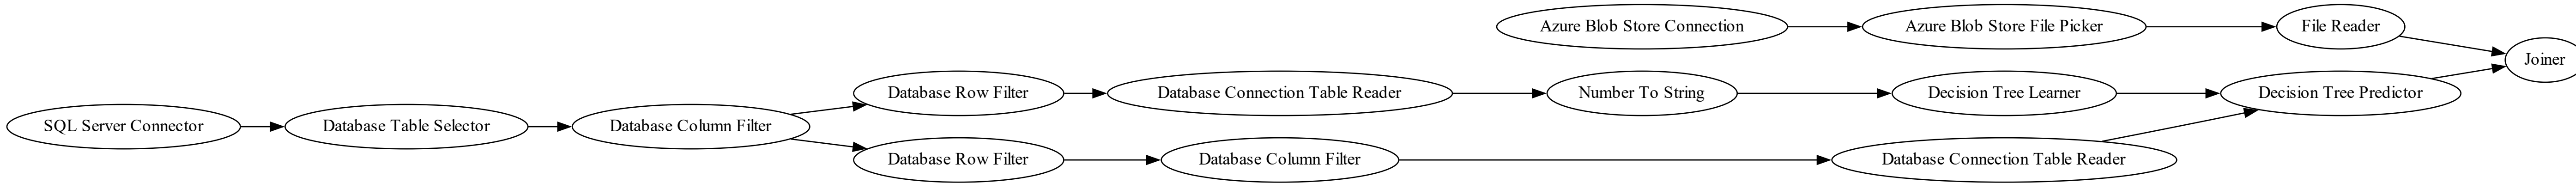 Azure Blob Store Connection
Azure Blob Store File Picker
File Reader
Joiner
Database Row Filter
Database Connection Table Reader
Number To String
Decision Tree Learner
Decision Tree Predictor
SQL Server Connector
Database Table Selector
Database Column Filter
Database Row Filter
Database Column Filter
Database Connection Table Reader